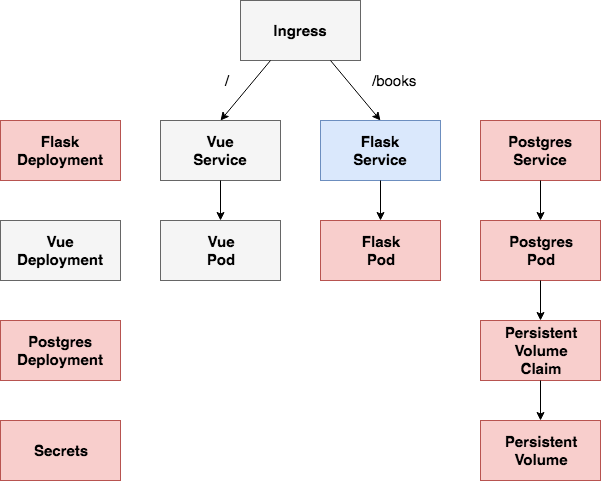 Ingress
/
/books
Flask
Deployment
Vue
Service
Flask
Service
Postgres
Service
Vue
Deployment
Vue
Pod
Flask
Pod
Postgres
Pod
Postgres
Deployment
Persistent
Volume
Claim
Secrets
Persistent
Volume